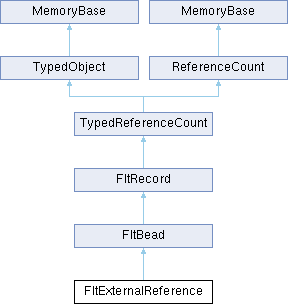 MemoryBase
MemoryBase
TypedObject
ReferenceCount
TypedReferenceCount
FltRecord
FltBead
FltExternalReference